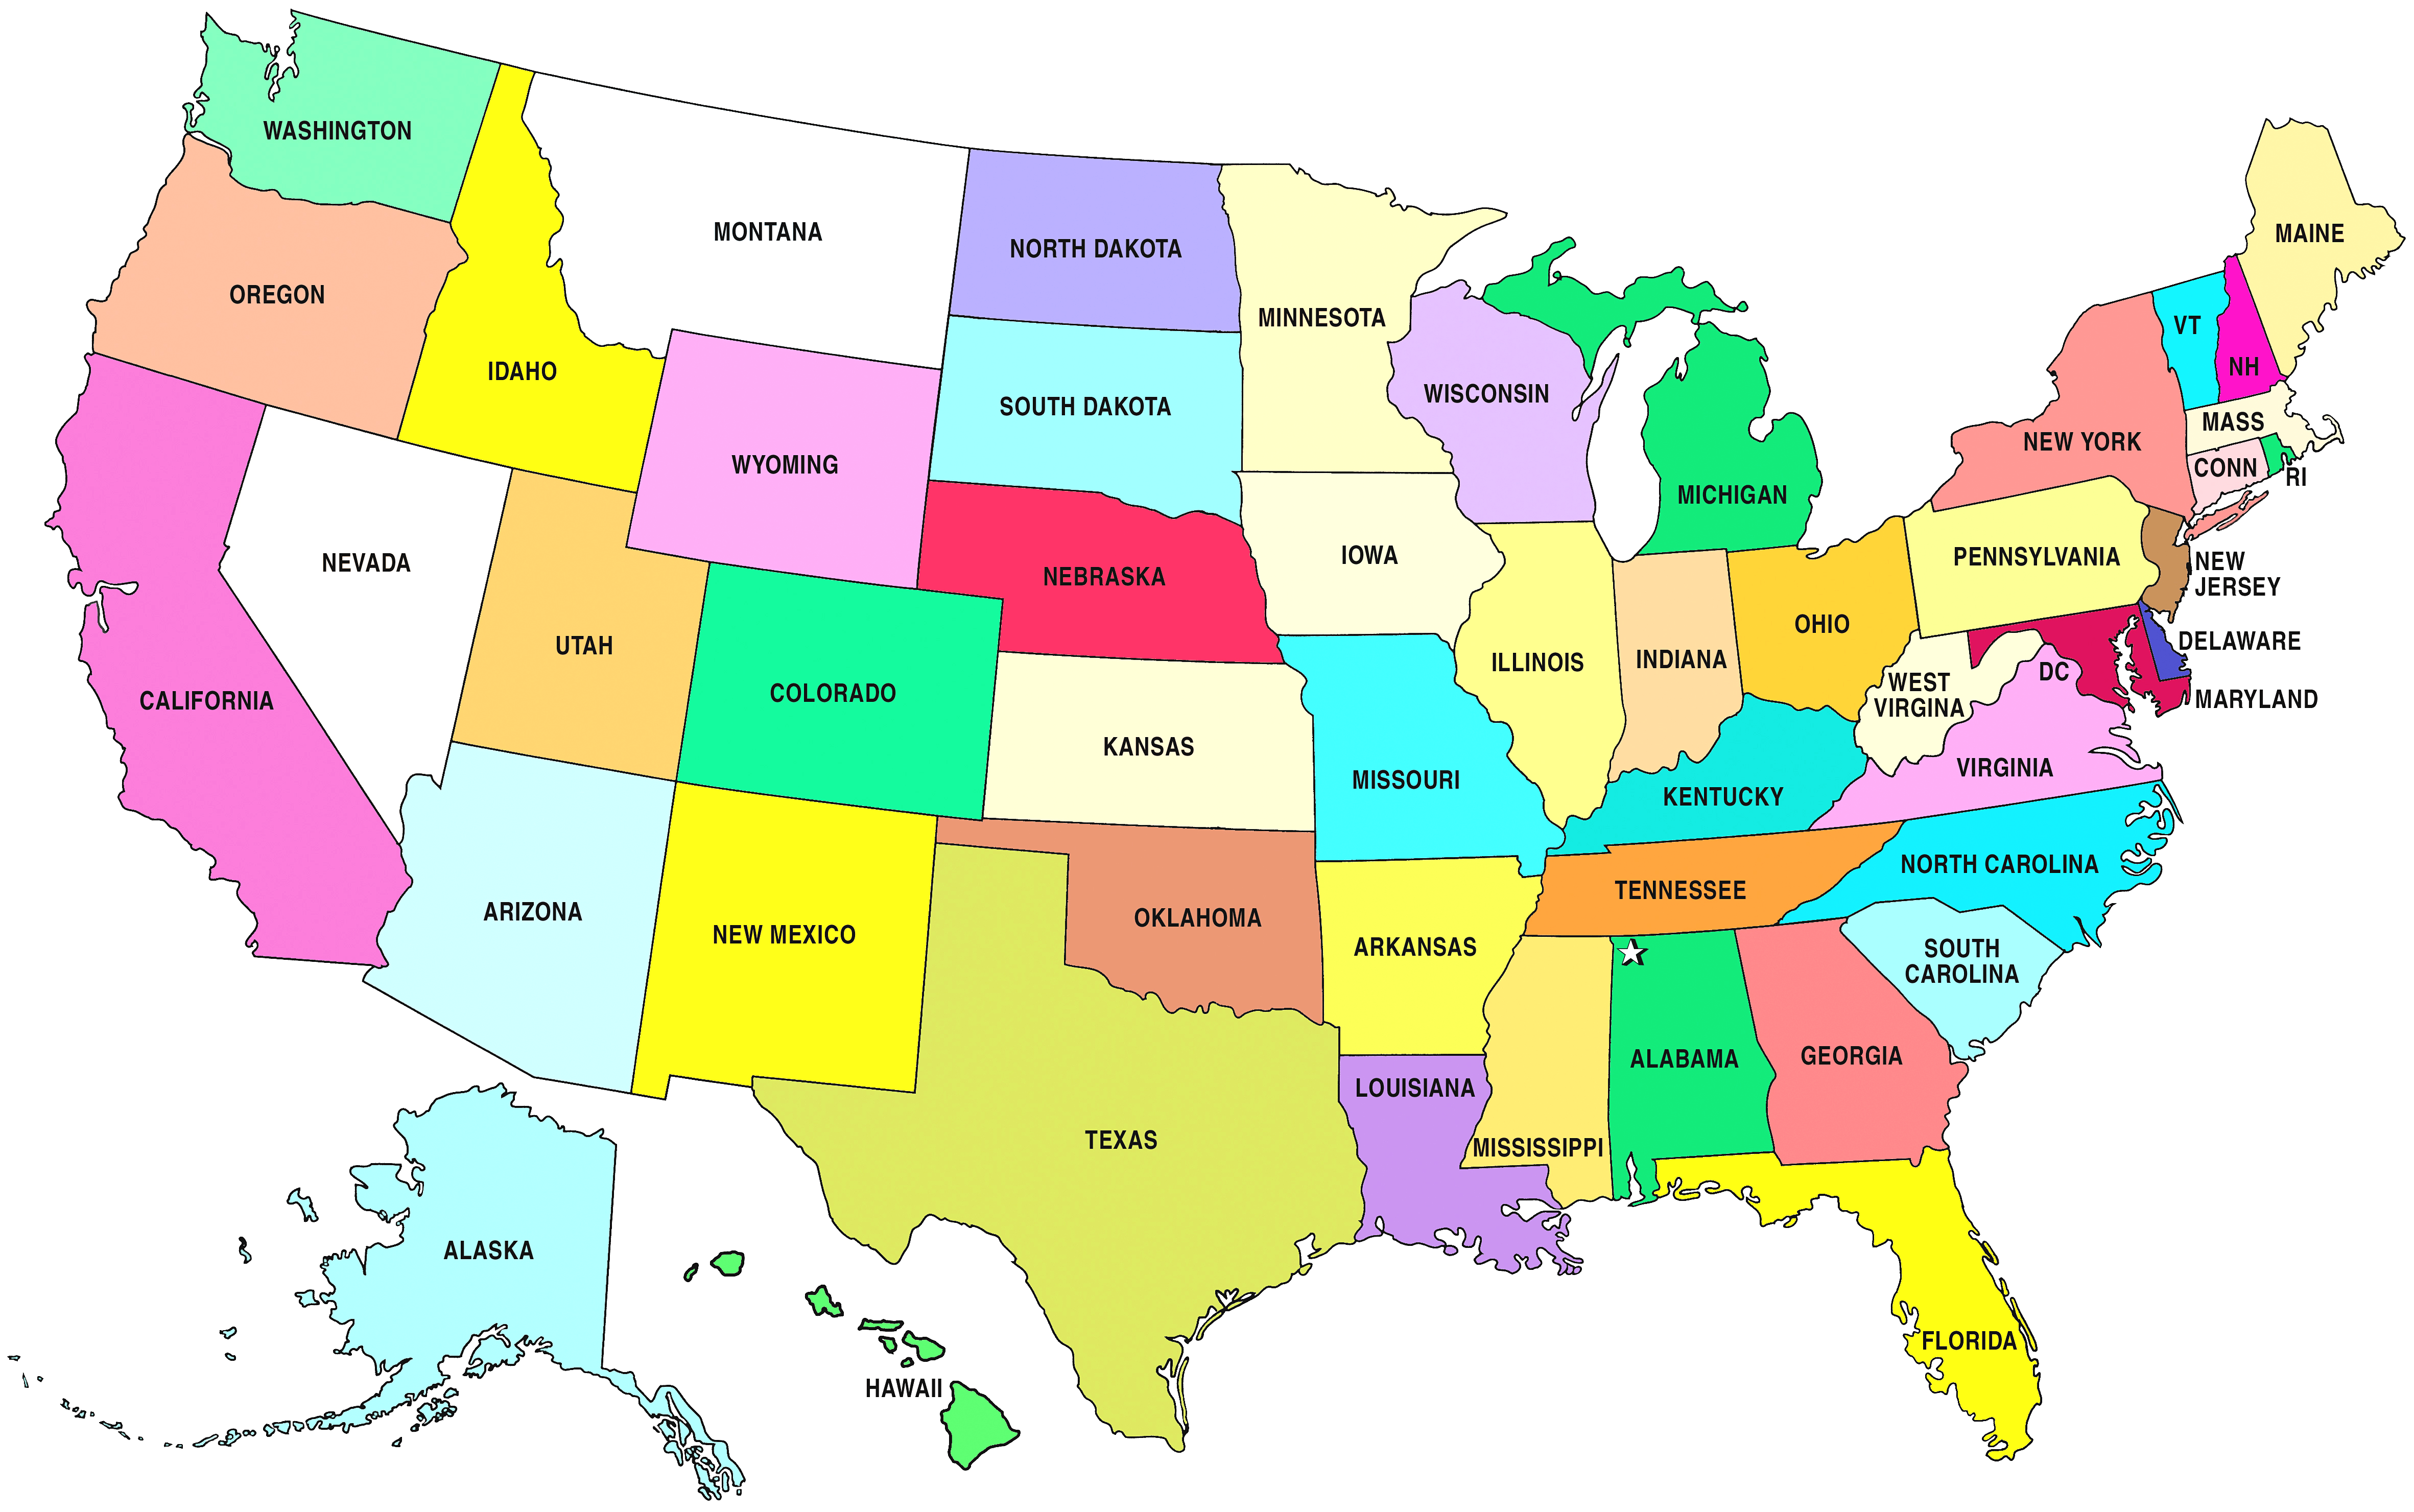 WASHINGTON
OREGON
IDAHO
MONTANA
NORTH DAKOTA
SOUTH DAKOTA
MINNESOTA
WISCONSIN
MICHIGAN
WYOMING
NEBRASKA
IOWA
NEVADA
UTAH
COLORADO
CALIFORNIA
KANSAS
MISSOURI
ILLINOIS
INDIANA
OHIO
KENTUCKY
WEST
VIRGINA
VIRGINIA
DC
PENNSYLVANIA
NEW YORK
VT
NH
MAINE
MASS
CONN
RI
NEW
JERSEY
DELAWARE
MARYLAND
ARIZONA
NEW MEXICO
OKLAHOMA
ARKANSAS
TENNESSEE
NORTH CAROLINA
SOUTH
CAROLINA
TEXAS
LOUISIANA
MISSISSIPPI
ALABAMA
GEORGIA
FLORIDA
ALASKA
HAWAII